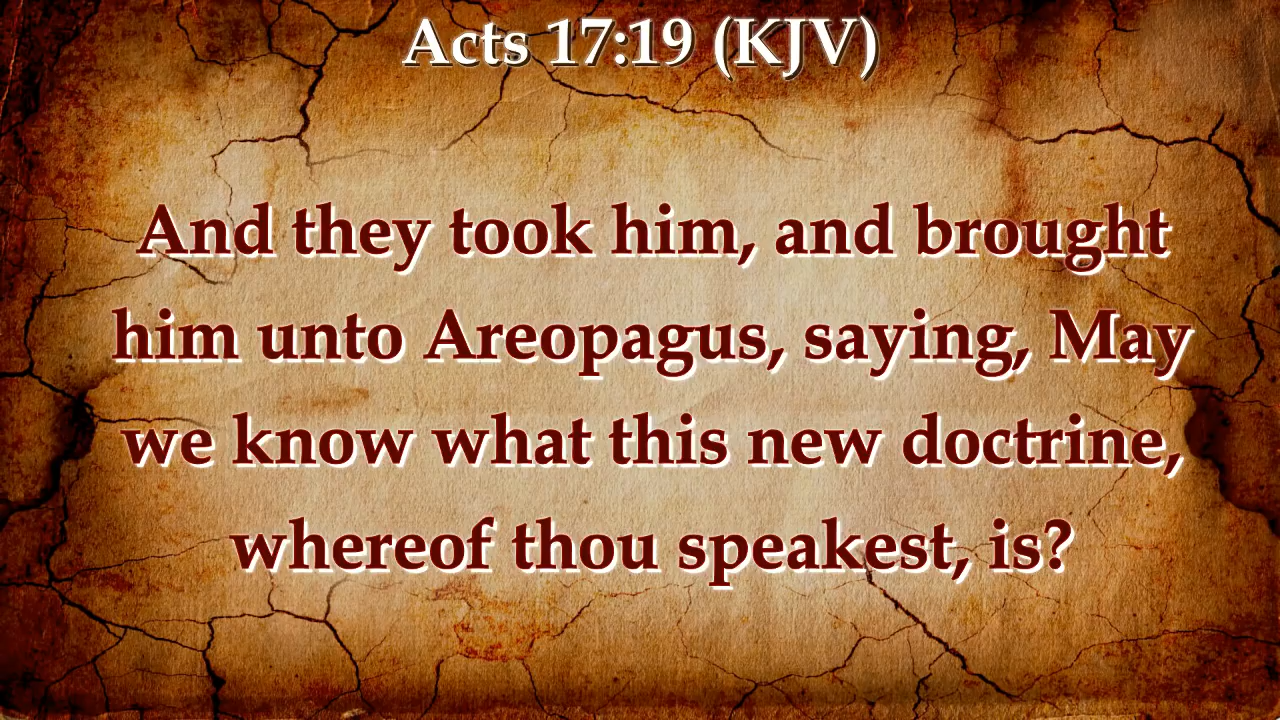 Acts 17:19 (KJV)
And they took him, and brought
him unto Areopagus, saying, May
we know what this new doctrine,
whereof thou speakest, is?